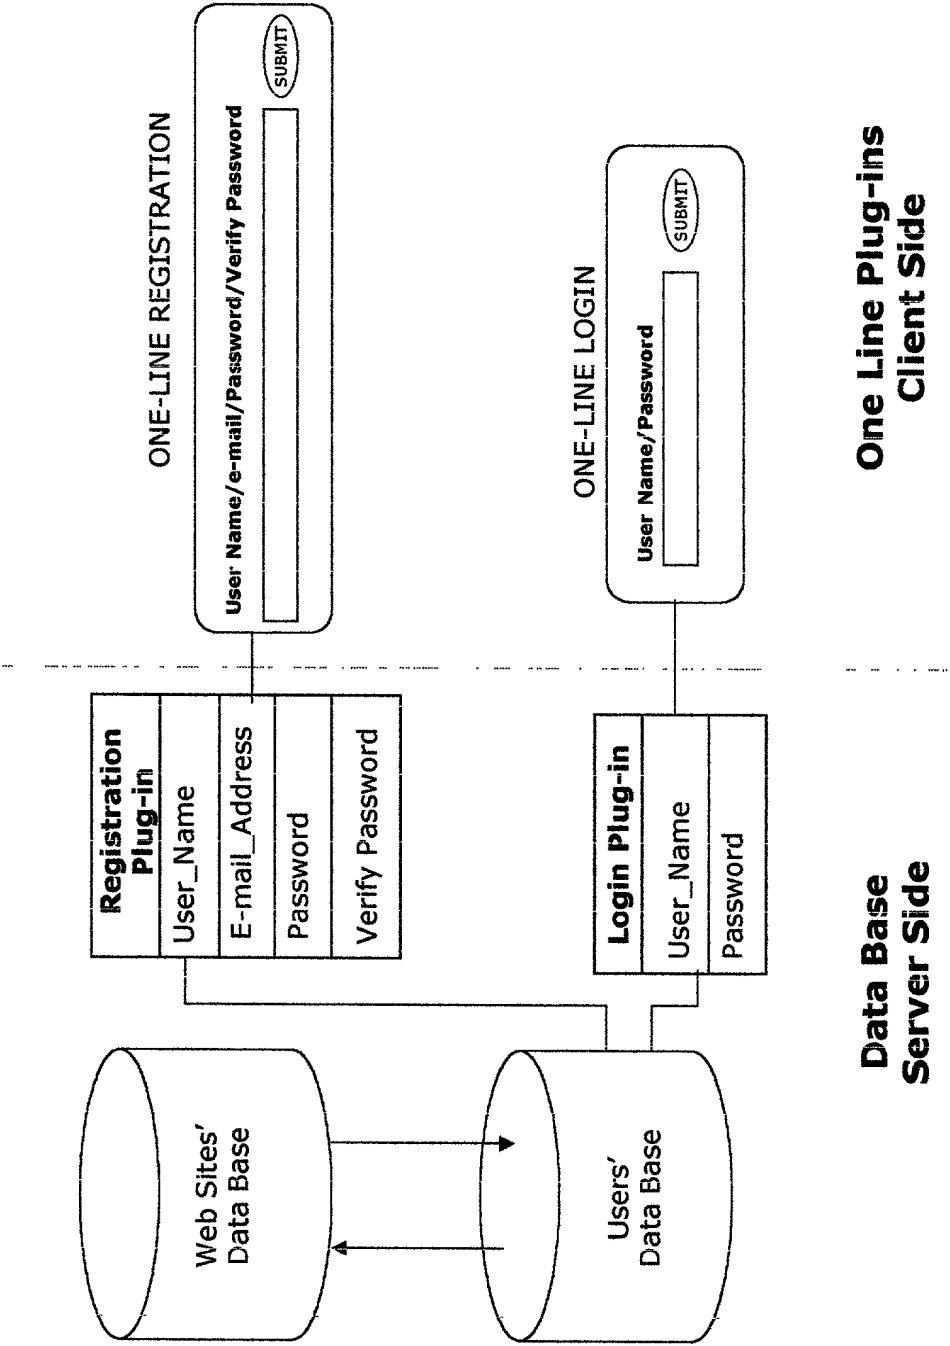 Web Sites'
Data Base
Users'
Data Base
Registration
Plug-in
User_Name
E-mail_Address
Password
Verify Password
Login Plug-in
User_Name
Password
Data Base
Server Side
ONE-LINE REGISTRATION
User Name/e-mail/Password/Verify Password
SUBMIT
ONE-LINE LOGIN
User Name/Password
SUBMIT
One Line Plug-ins
Client Side